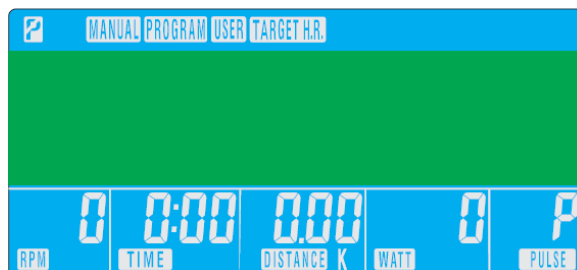 P MANUAL PROGRAM USER TARGET H.R.
0 0:00 0.00 0 P
RPM TIME DISTANCE K WATT PULSE